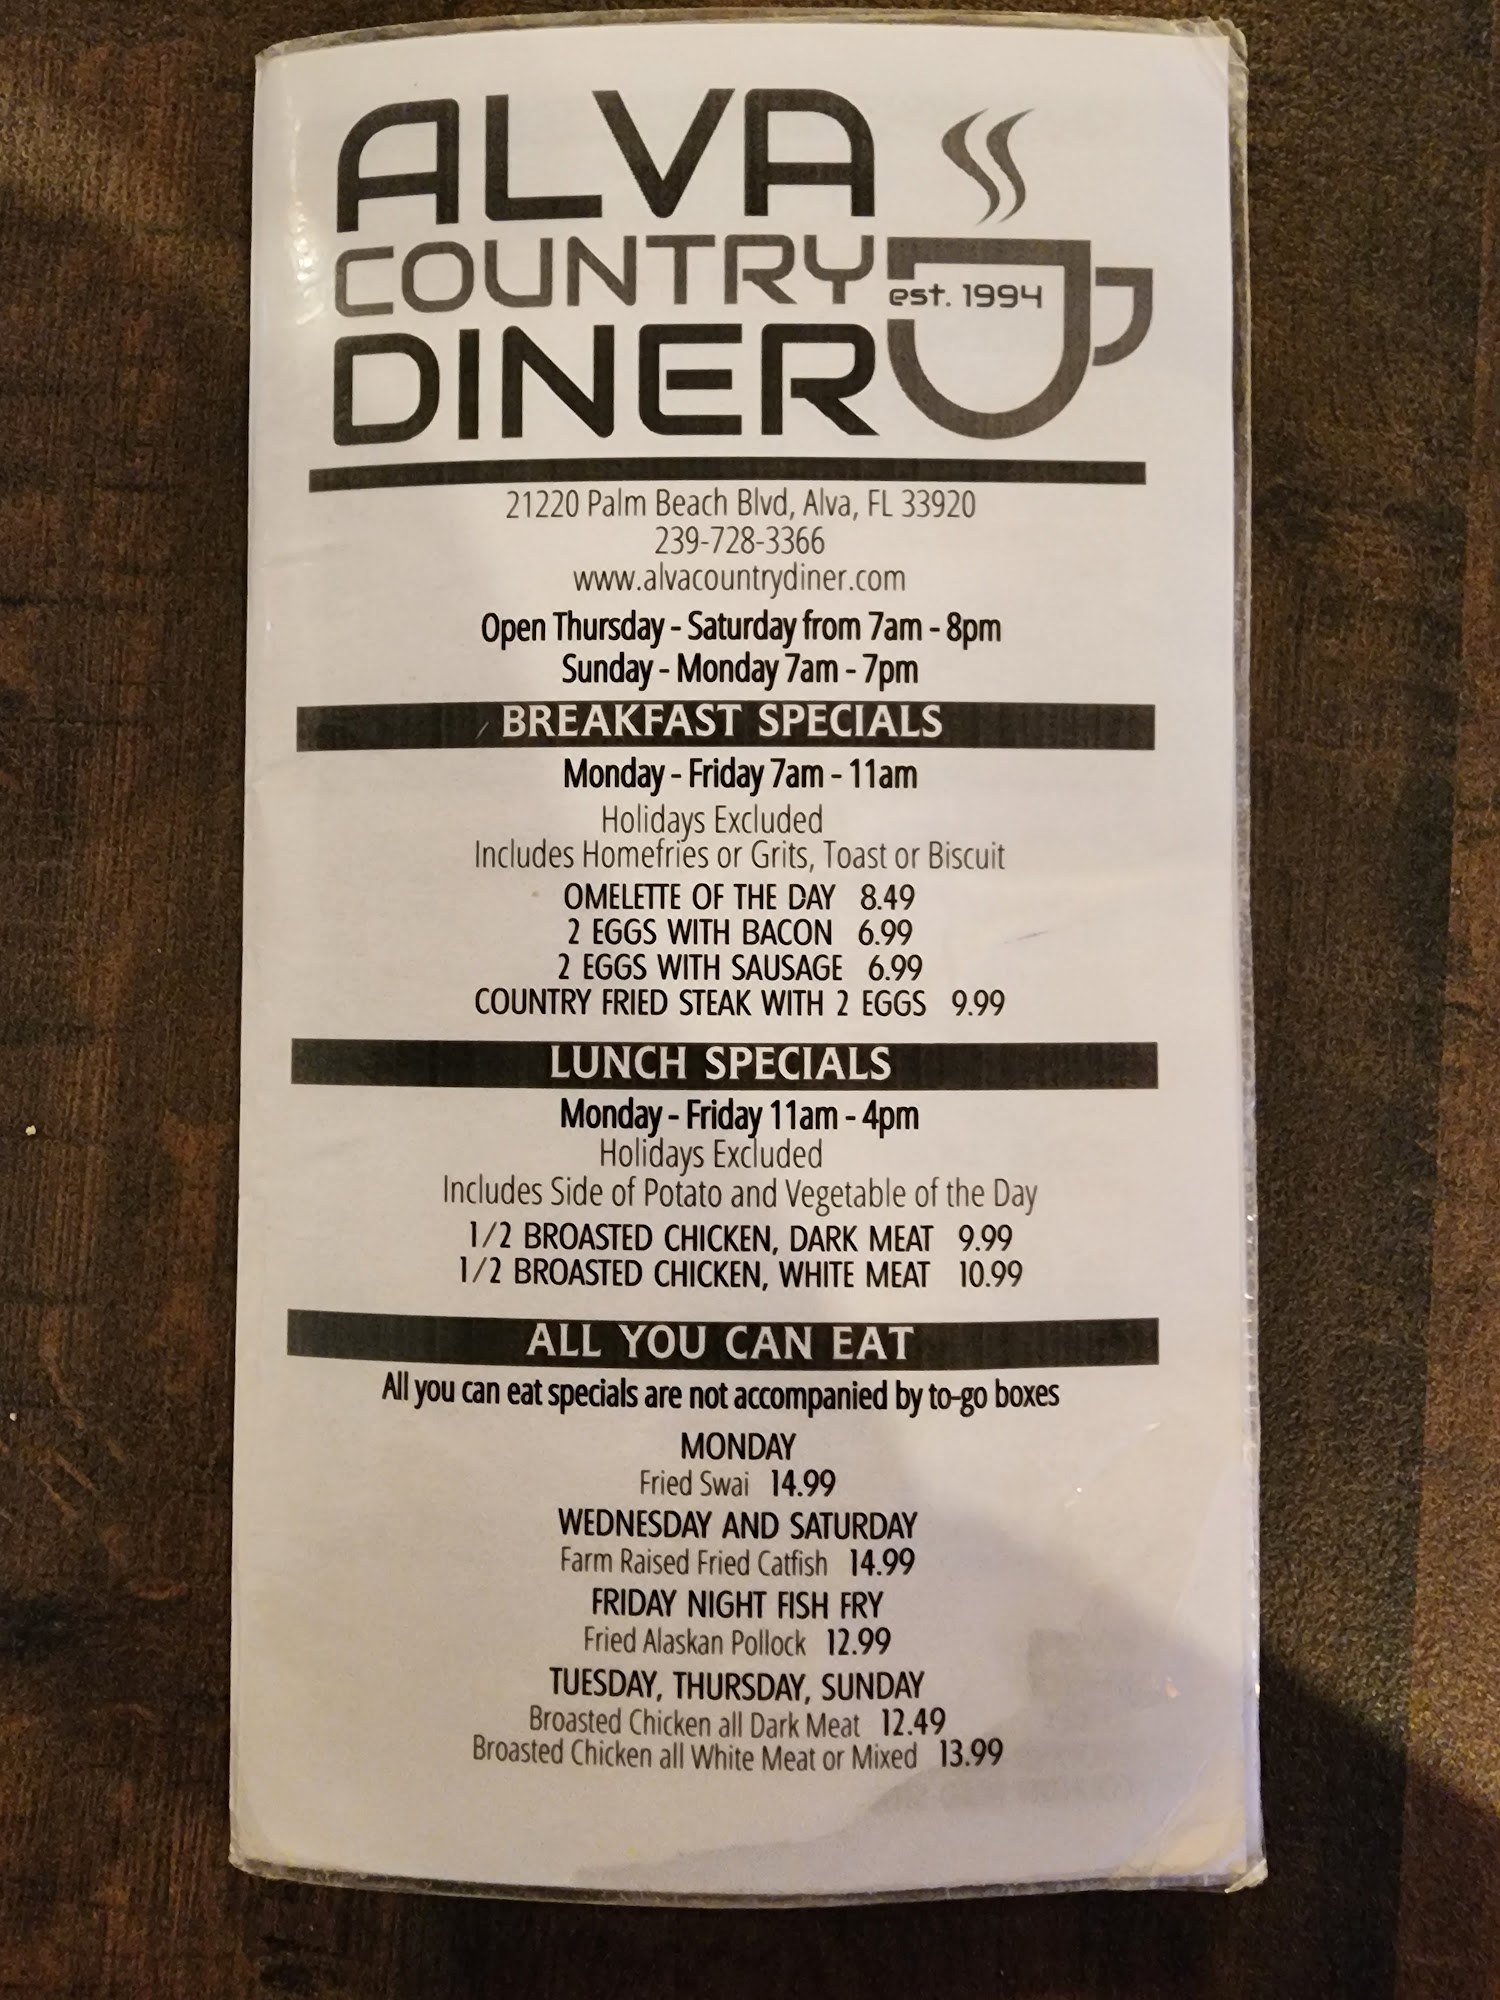 ALVA
COUNTRY
est. 1994
DINER
21220 Palm Beach Blvd, Alva, FL 33920
239-728-3366
www.alvacountrydiner.com
Open Thursday - Saturday from 7am - 8pm
Sunday - Monday 7am - 7pm
BREAKFAST SPECIALS
Monday - Friday 7am - 11am
Holidays Excluded
Includes Homefries or Grits, Toast or Biscuit
OMELETTE OF THE DAY 8.49
2 EGGS WITH BACON 6.99
2 EGGS WITH SAUSAGE 6.99
COUNTRY FRIED STEAK WITH 2 EGGS 9.99
LUNCH SPECIALS
Monday - Friday 11am - 4pm
Holidays Excluded
Includes Side of Potato and Vegetable of the Day
1/2 BROASTED CHICKEN, DARK MEAT 9.99
1/2 BROASTED CHICKEN, WHITE MEAT 10.99
ALL YOU CAN EAT
All you can eat specials are not accompanied by to-go boxes
MONDAY
Fried Swai 14.99
WEDNESDAY AND SATURDAY
Farm Raised Fried Catfish 14.99
FRIDAY NIGHT FISH FRY
Fried Alaskan Pollock 12.99
TUESDAY, THURSDAY, SUNDAY
Broasted Chicken all Dark Meat 12.49
Broasted Chicken all White Meat or Mixed 13.99